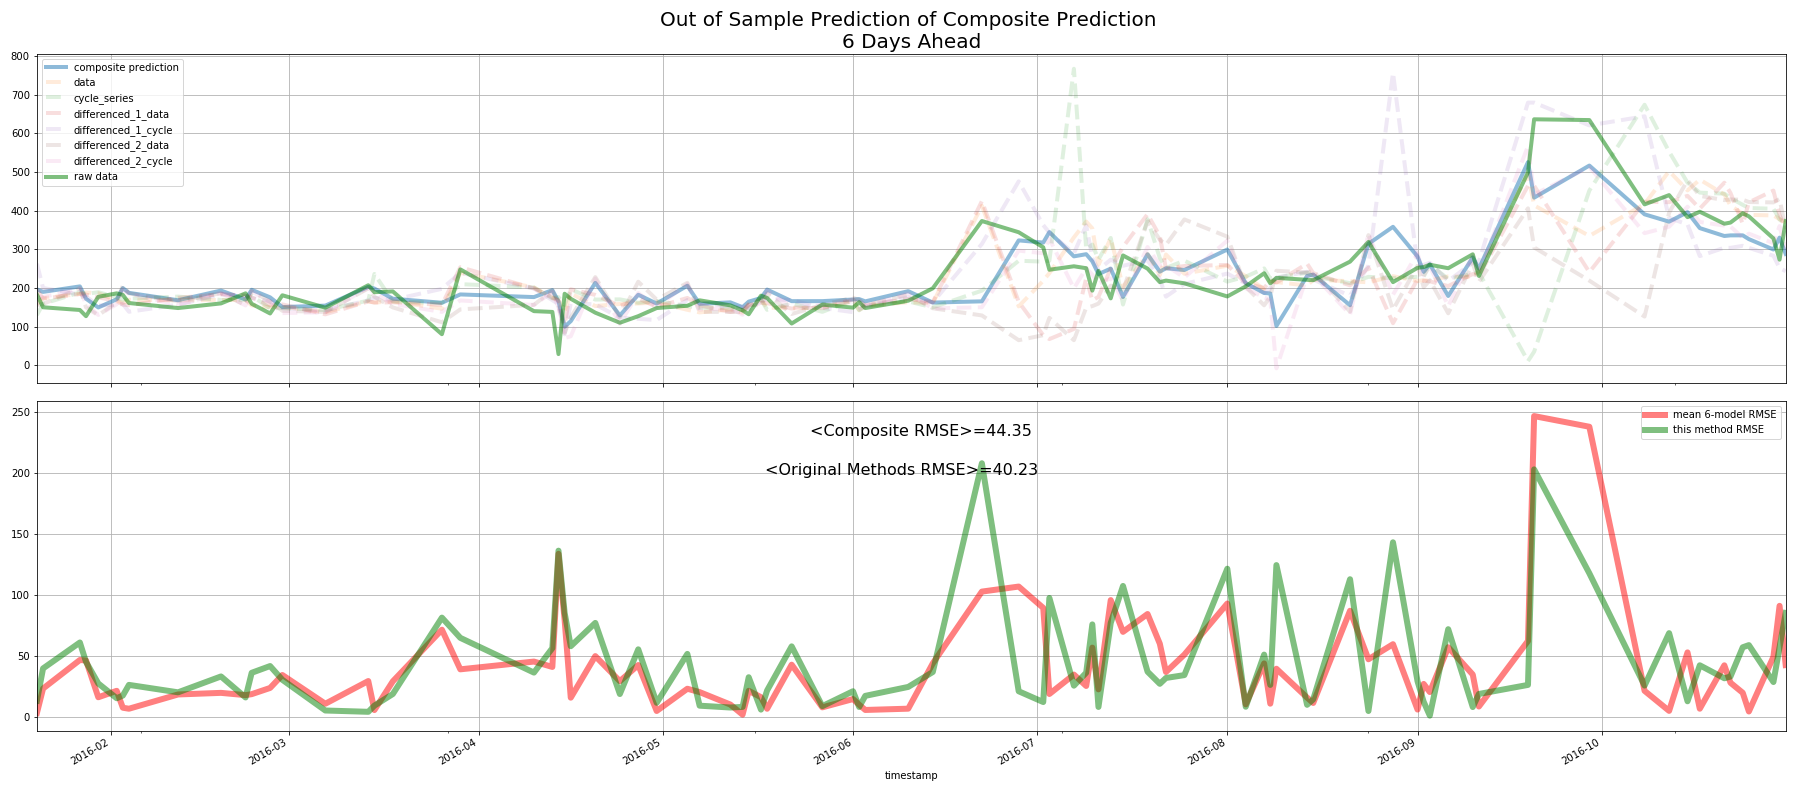 Out of Sample Prediction of Composite Prediction
6 Days Ahead
800
700
600
500
400
300
200
100
0
composite prediction
data
cycle_series
differenced_1_data
differenced_1_cycle
differenced_2_data
differenced_2_cycle
raw data
250
200
150
100
50
0
<Composite RMSE>=44.35
<Original Methods RMSE>=40.23
mean 6-model RMSE
this method RMSE
2016-02
2016-03
2016-04
2016-05
2016-06
2016-07
2016-08
2016-09
2016-10
timestamp